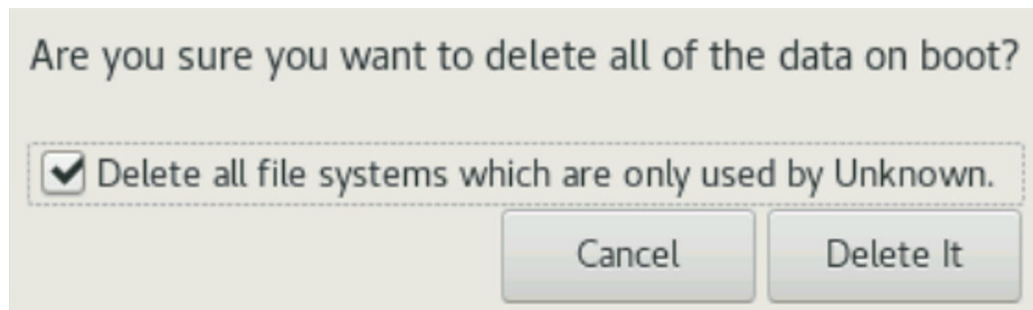 Are you sure you want to delete all of the data on boot?
Delete all file systems which are only used by Unknown.
Cancel
Delete It